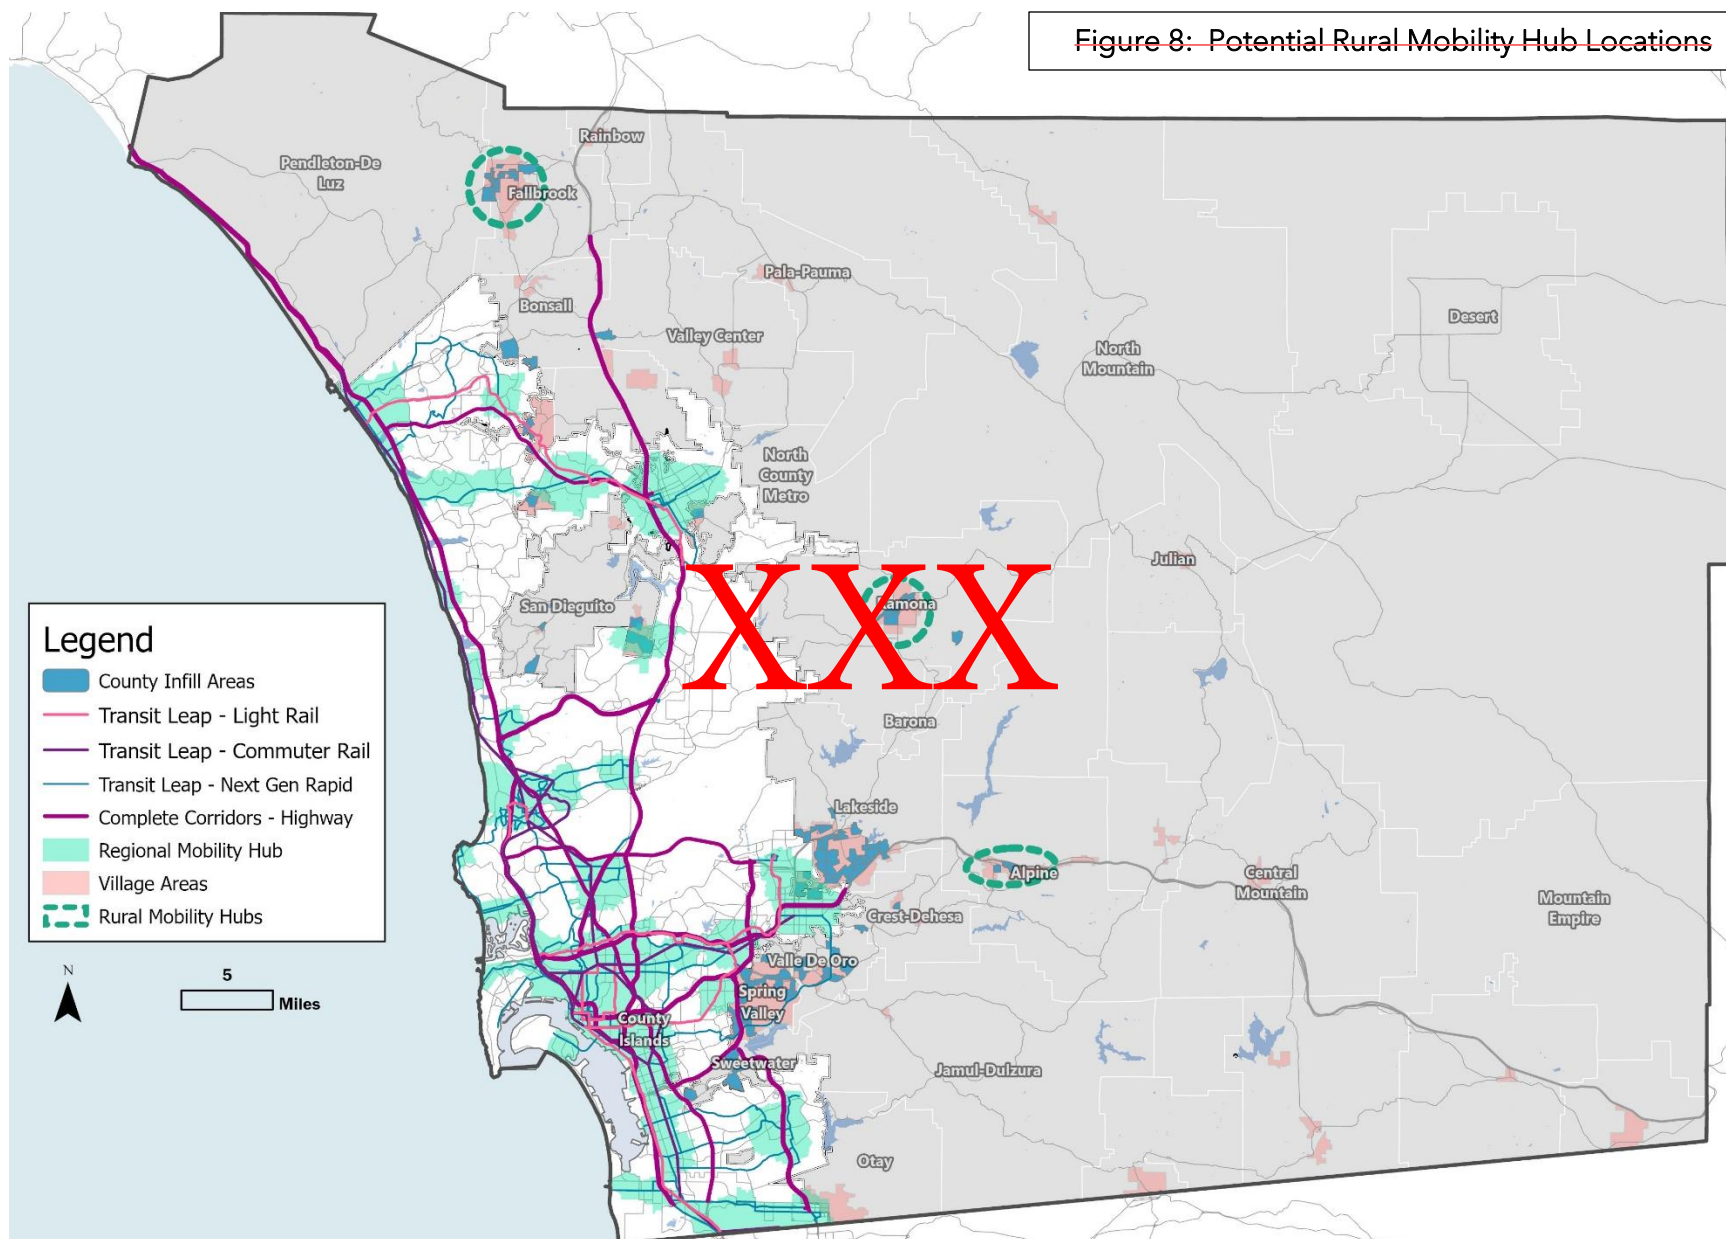 Figure 8: Potential Rural Mobility Hub Locations
Rainbow
Pendleton-De
Luz
Fallbrook
Pala-Pauma
Bonsall
Desert
Valley Center
North
Mountain
North
County
Metro
Julian
XXX
Ramona
San Dieguito
Legend
County Infill Areas
Transit Leap - Light Rail
Transit Leap - Commuter Rail
Transit Leap - Next Gen Rapid
Complete Corridors - Highway
Regional Mobility Hub
Village Areas
Rural Mobility Hubs
Barona
Lakeside
Alpine
Central
Mountain
Mountain
Empire
Crest-Dehesa
Valle De Oro
Spring
Valley
N
5
Miles
County
Islands
Sweetwater
Jamul-Dulzura
Otay